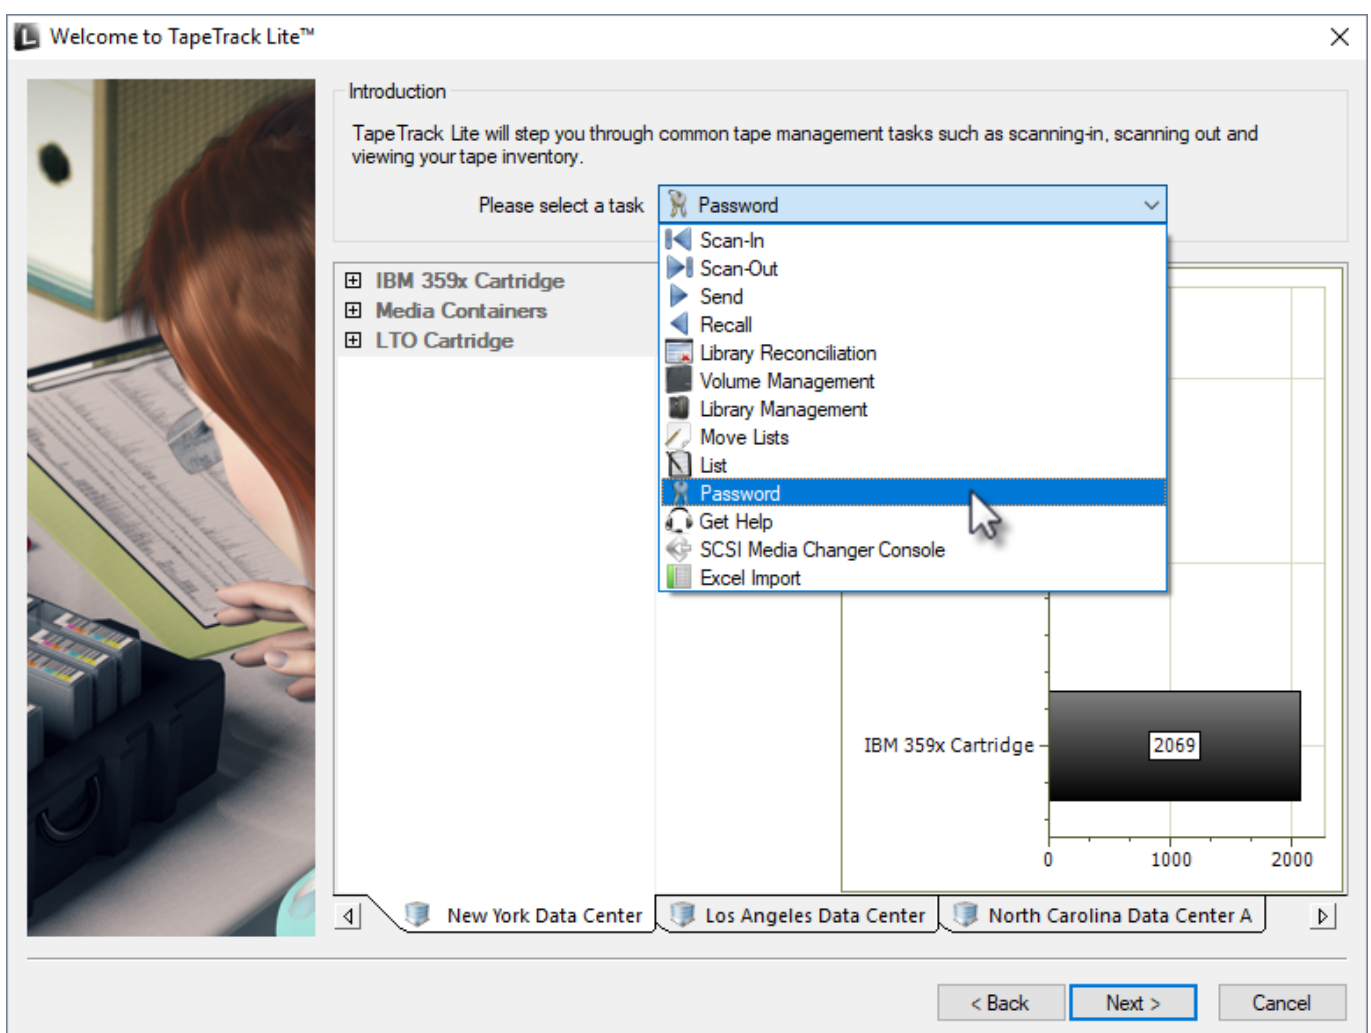 Welcome to TapeTrack Lite™
Introduction
TapeTrack Lite will step you through common tape management tasks such as scanning-in, scanning out and
viewing your tape inventory.
Please select a task
Password
Scan-In
Scan-Out
Send
Recall
Library Reconciliation
Volume Management
Library Management
Move Lists
List
Password
Get Help
SCSI Media Changer Console
Excel Import
IBM 359x Cartridge
Media Containers
LTO Cartridge
IBM 359x Cartridge
2069
0 1000 2000
New York Data Center
Los Angeles Data Center
North Carolina Data Center A
< Back
Next >
Cancel